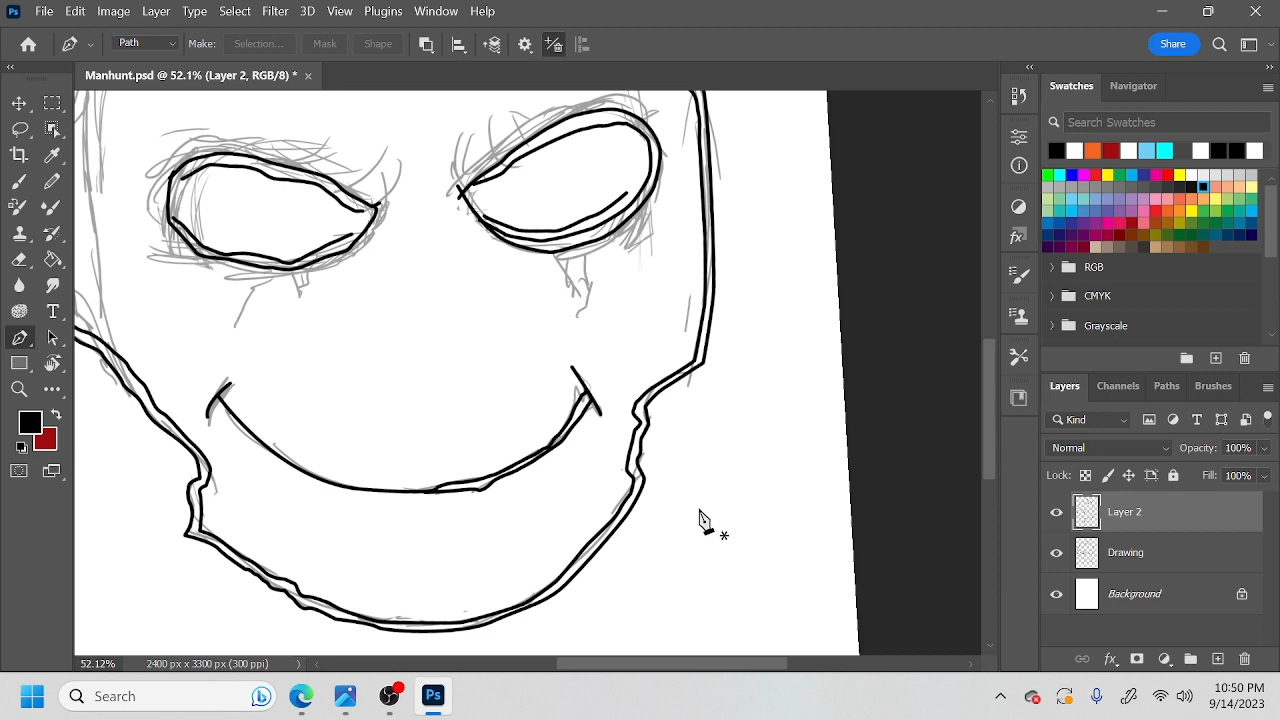 Ps File Edit Image Layer Type Select Filter 3D View Plugins Window Help
Path Make: Selection... Mask Shape Share
Manhunt.psd @ 52.1% (Layer 2, RGB/8) * ×
Swatches Navigator
Search Swatches
RGB
CMYK
Layers Channels Paths Brushes
Kind
Normal Opacity: 100%
Lock: Fill: 100%
Layer 2
Drawing
Background
52.12% 2400 px x 3300 px (300 ppi)
Search Ps 10:50 PM
9/14/2023